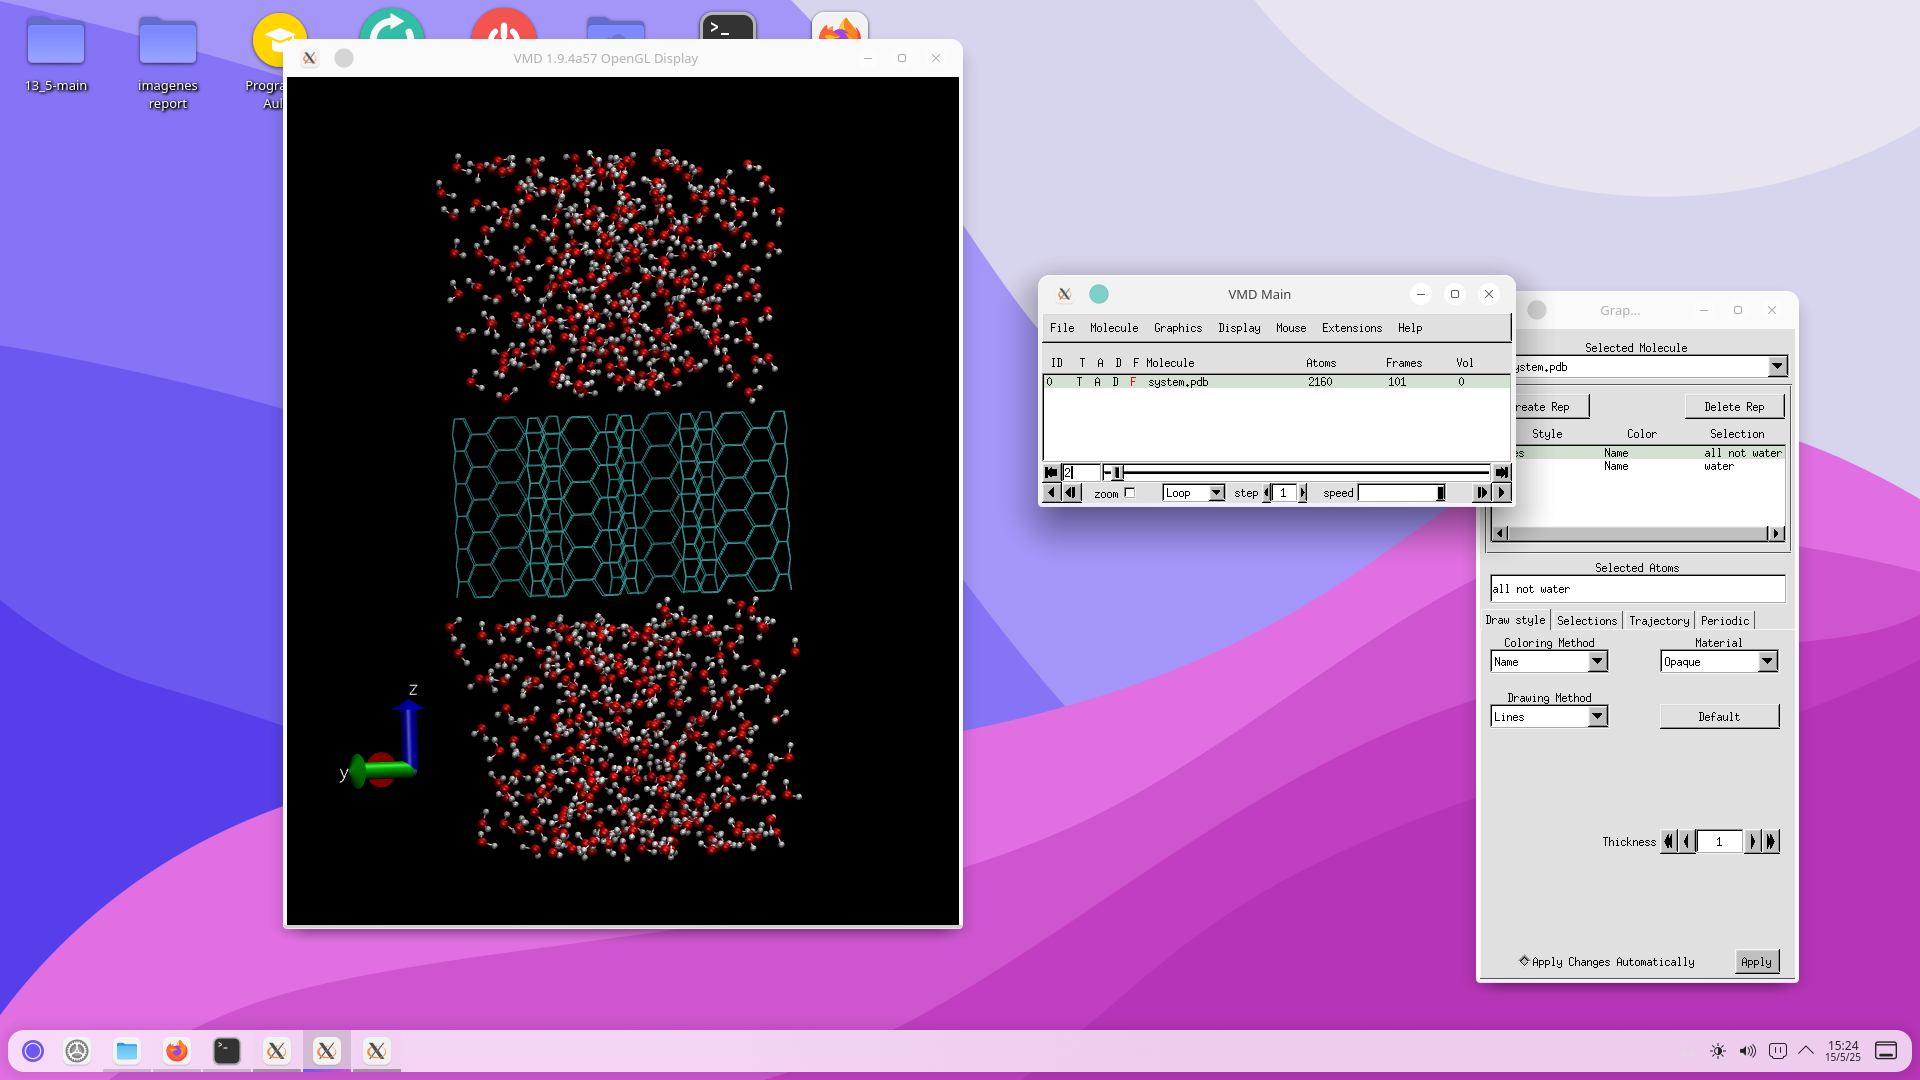 13_5-main
imagenes
report
Progra
Aul
>_
VMD 1.9.4a57 OpenGL Display
z
y
VMD Main
File Molecule Graphics Display Mouse Extensions Help
ID T A D F Molecule Atoms Frames Vol
0 T A D F system.pdb 2160 101 0
2
zoom Loop step 1 speed
Grap...
Selected Molecule
ystem.pdb
reate Rep Delete Rep
Style Color Selection
es Name all not water
Name water
Selected Atoms
all not water
Draw style Selections Trajectory Periodic
Coloring Method Material
Name Opaque
Drawing Method
Lines Default
Thickness 1
Apply Changes Automatically Apply
>_
15:24
15/5/25